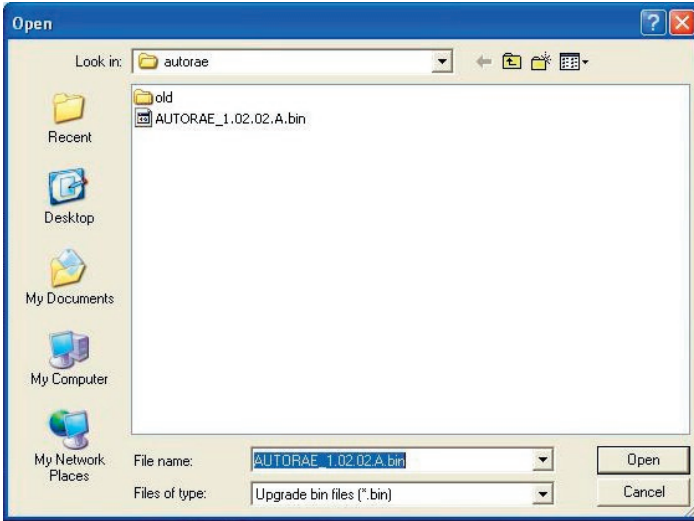 Open
Look in: autorae
old
AUTORAE_1.02.02.A.bin
Recent
Desktop
My Documents
My Computer
My Network
Places
File name: AUTORAE_1.02.02.A.bin Open
Files of type: Upgrade bin files (*.bin) Cancel